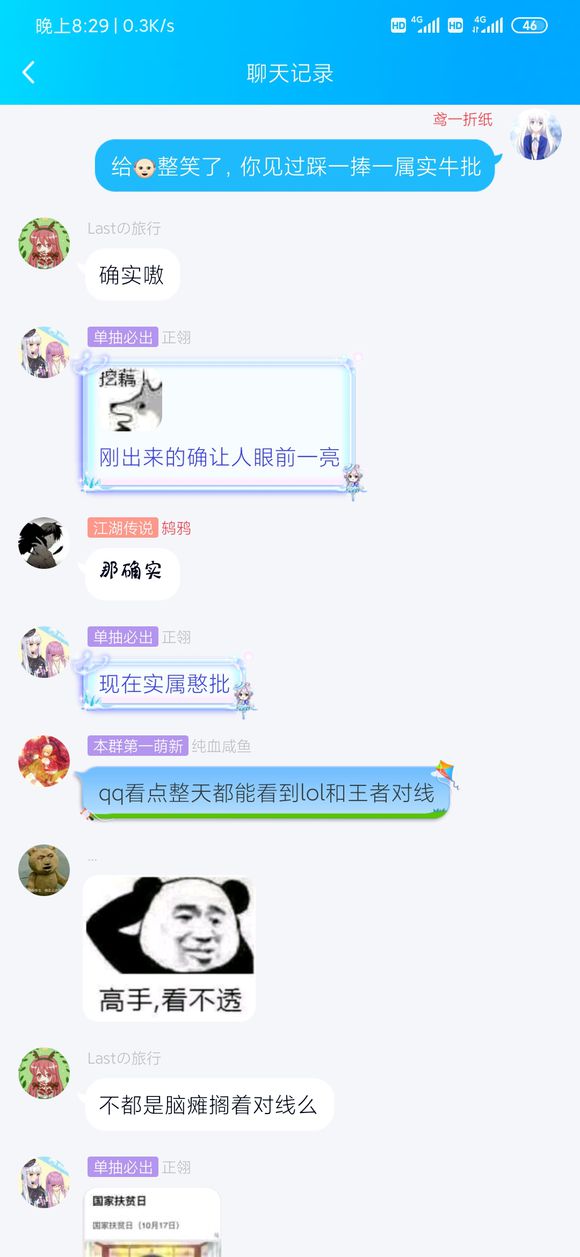 晚上8:29 | 0.3K/s
HD 4G HD 4G 46
聊天记录
鸢一折纸
给👶🏻整笑了，你见过踩一捧一属实牛批
Lastの旅行
确实嗷
单抽必出 正翎
挖藕
刚出来的确让人眼前一亮
江湖传说 鸫鸦
那确实
单抽必出 正翎
现在实属憨批
本群第一萌新 纯血咸鱼
qq看点整天都能看到lol和王者对线
...
高手,看不透
Lastの旅行
不都是脑瘫搁着对线么
单抽必出 正翎
国家扶贫日
国家扶贫日（10月17日）